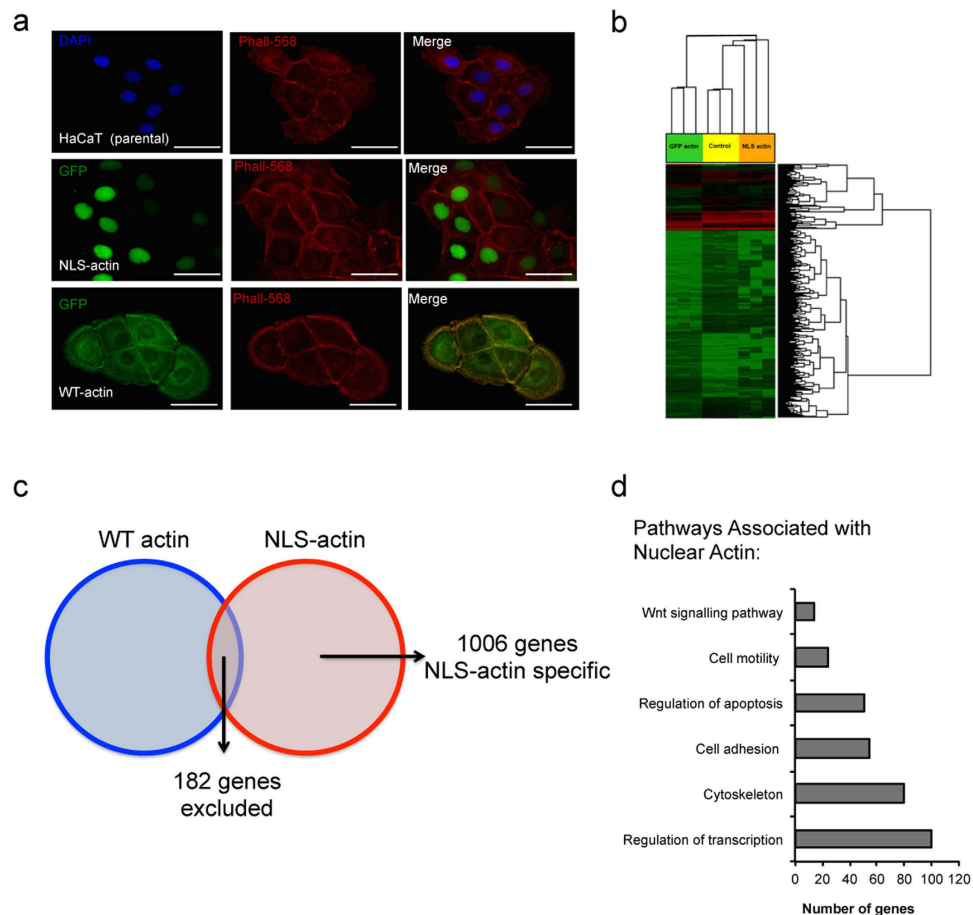 a
DAPI
HaCaT (parental)
Phall-568
Merge
GFP
NLS-actin
Phall-568
Merge
GFP
WT-actin
Phall-568
Merge
b
GFP actin
Control
NLS actin
c
WT actin
NLS-actin
1006 genes
NLS-actin specific
182 genes
excluded
d
Pathways Associated with
Nuclear Actin:
Wnt signalling pathway
Cell motility
Regulation of apoptosis
Cell adhesion
Cytoskeleton
Regulation of transcription
0 20 40 60 80 100 120
Number of genes